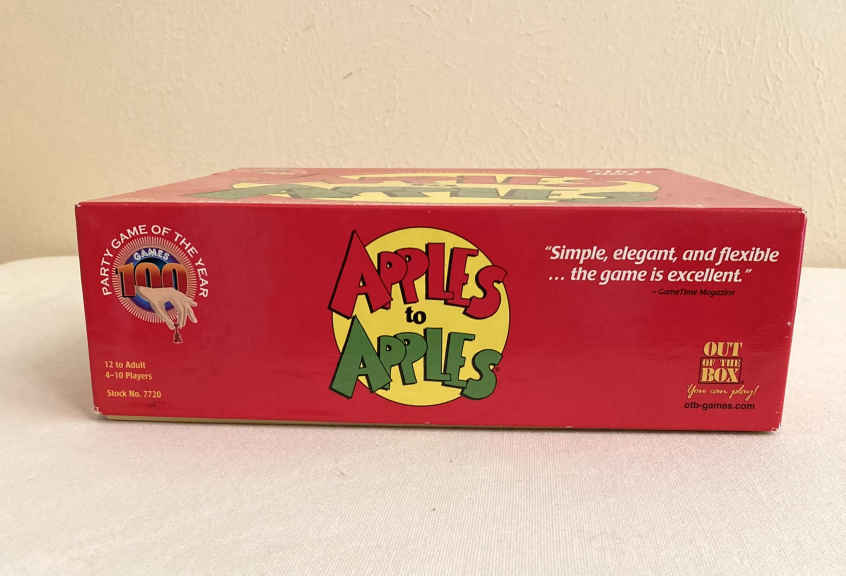 APPLES
APPLES
PARTY GAME OF THE YEAR
GAMES
100
12 to Adult
4-10 Players
Stock No. 7720
APPLES
to
APPLES
“Simple, elegant, and flexible
... the game is excellent.”
- GameTime Magazine
OUT
OF THE
BOX
You can play!
otb-games.com